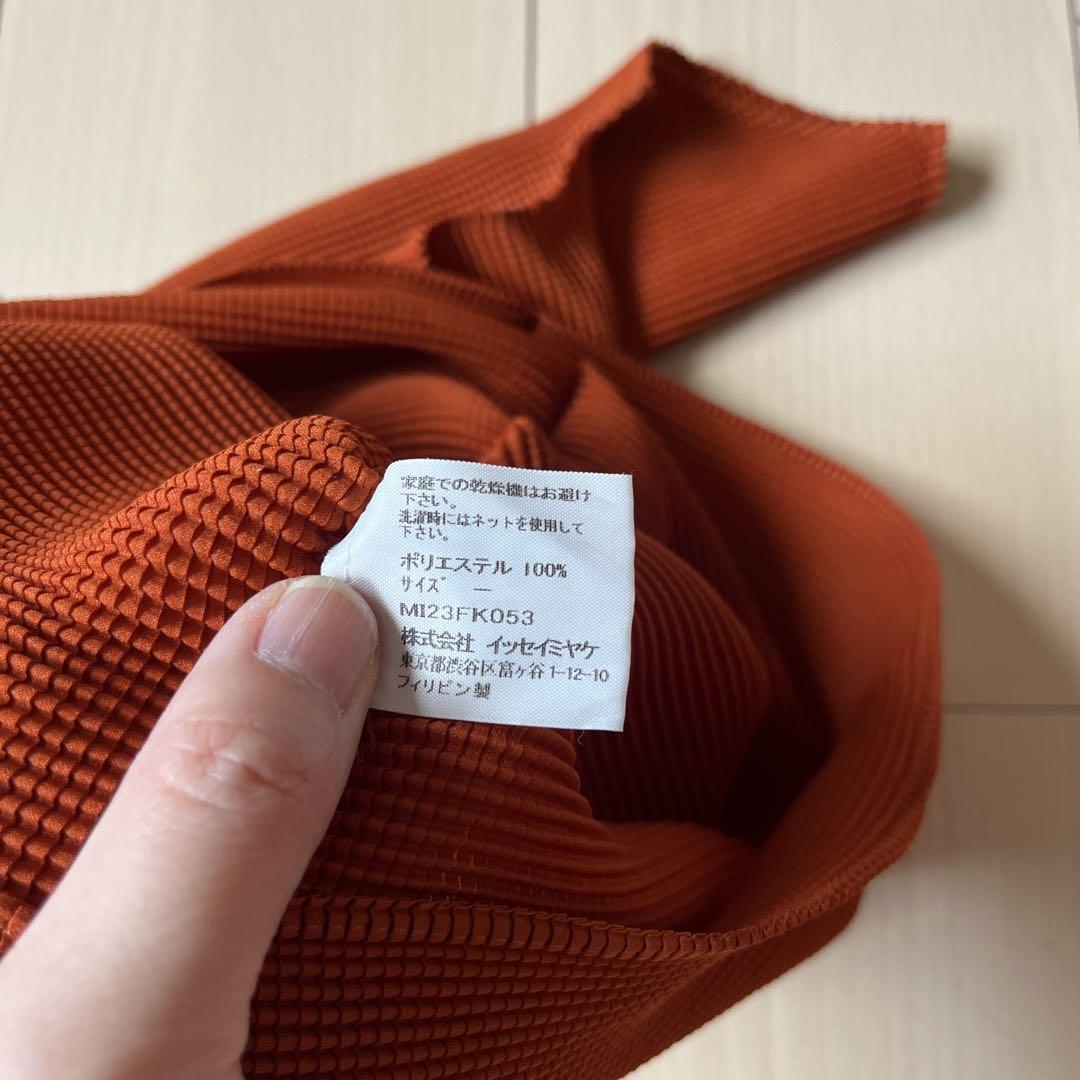 家庭での乾燥機はお避け
下さい。
洗濯時にはネットを使用して
下さい。
ポリエステル 100%
サイズ ―
MI23FK053
株式会社 イッセイミヤケ
東京都渋谷区富ヶ谷1-12-10
フィリピン製